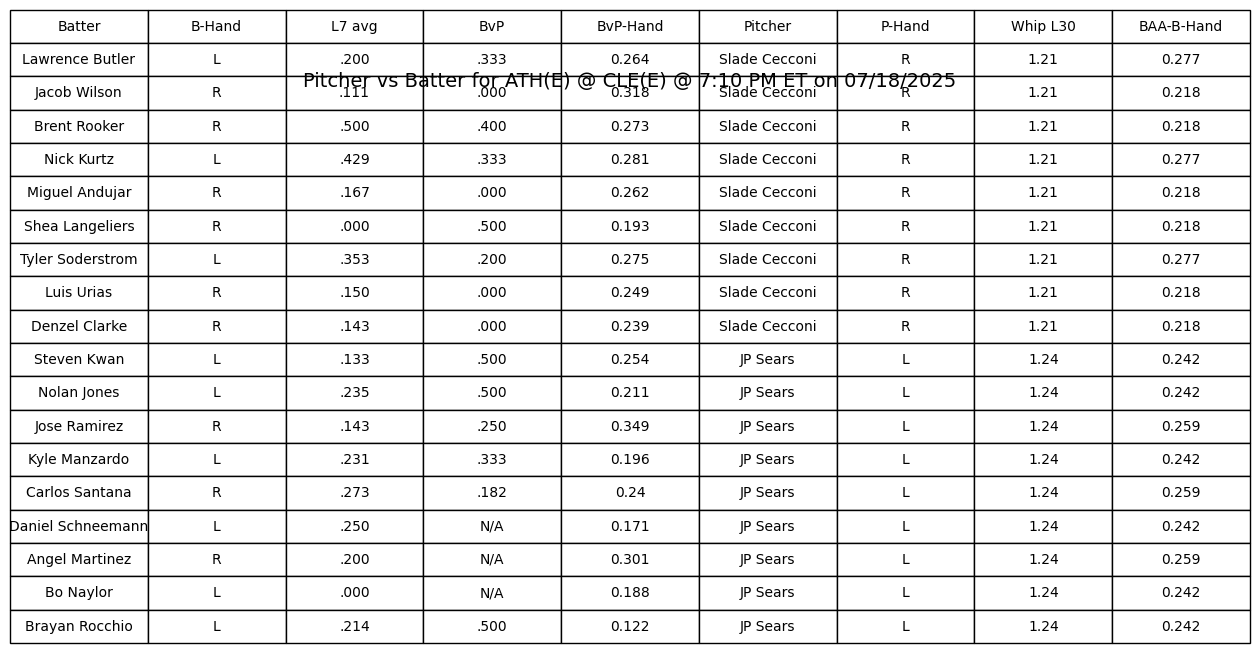 Batter B-Hand L7 avg BvP BvP-Hand Pitcher P-Hand Whip L30 BAA-B-Hand
Lawrence Butler L .200 .333 0.264 Slade Cecconi R 1.21 0.277
Pitcher vs Batter for ATH(E) @ CLE(E) @ 7:10 PM ET on 07/18/2025
Jacob Wilson R .111 .000 0.318 Slade Cecconi R 1.21 0.218
Brent Rooker R .500 .400 0.273 Slade Cecconi R 1.21 0.218
Nick Kurtz L .429 .333 0.281 Slade Cecconi R 1.21 0.277
Miguel Andujar R .167 .000 0.262 Slade Cecconi R 1.21 0.218
Shea Langeliers R .000 .500 0.193 Slade Cecconi R 1.21 0.218
Tyler Soderstrom L .353 .200 0.275 Slade Cecconi R 1.21 0.277
Luis Urias R .150 .000 0.249 Slade Cecconi R 1.21 0.218
Denzel Clarke R .143 .000 0.239 Slade Cecconi R 1.21 0.218
Steven Kwan L .133 .500 0.254 JP Sears L 1.24 0.242
Nolan Jones L .235 .500 0.211 JP Sears L 1.24 0.242
Jose Ramirez R .143 .250 0.349 JP Sears L 1.24 0.259
Kyle Manzardo L .231 .333 0.196 JP Sears L 1.24 0.242
Carlos Santana R .273 .182 0.24 JP Sears L 1.24 0.259
Daniel Schneemann L .250 N/A 0.171 JP Sears L 1.24 0.242
Angel Martinez R .200 N/A 0.301 JP Sears L 1.24 0.259
Bo Naylor L .000 N/A 0.188 JP Sears L 1.24 0.242
Brayan Rocchio L .214 .500 0.122 JP Sears L 1.24 0.242